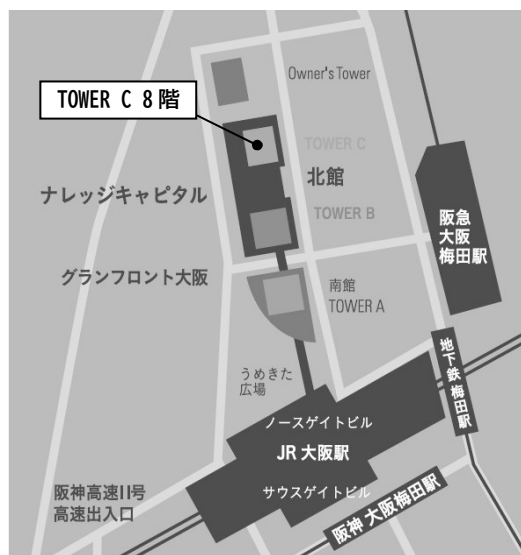 Owner's Tower
TOWER C 8階
TOWER C
北館
ナレッジキャピタル
TOWER B
阪急
大阪
梅田駅
グランフロント大阪
南館
TOWER A
地下鉄 梅田駅
うめきた
広場
ノースゲイトビル
JR 大阪駅
サウスゲイトビル
阪神高速11号
高速出入口
阪神 大阪梅田駅